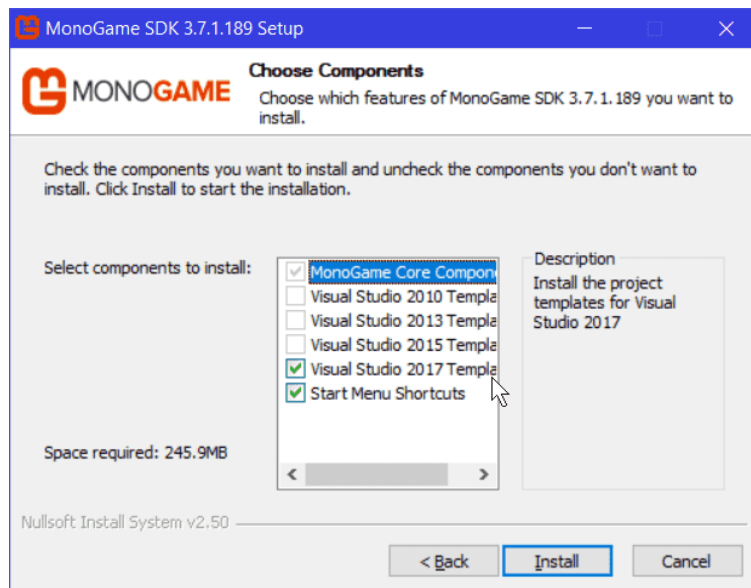 MonoGame SDK 3.7.1.189 Setup
MONOGAME
Choose Components
Choose which features of MonoGame SDK 3.7.1.189 you want to
install.
Check the components you want to install and uncheck the components you don't want to
install. Click Install to start the installation.
Select components to install:
MonoGame Core Compon
Visual Studio 2010 Templa
Visual Studio 2013 Templa
Visual Studio 2015 Templa
Visual Studio 2017 Templa
Start Menu Shortcuts
Description
Install the project
templates for Visual
Studio 2017
Space required: 245.9MB
Nullsoft Install System v2.50
< Back
Install
Cancel